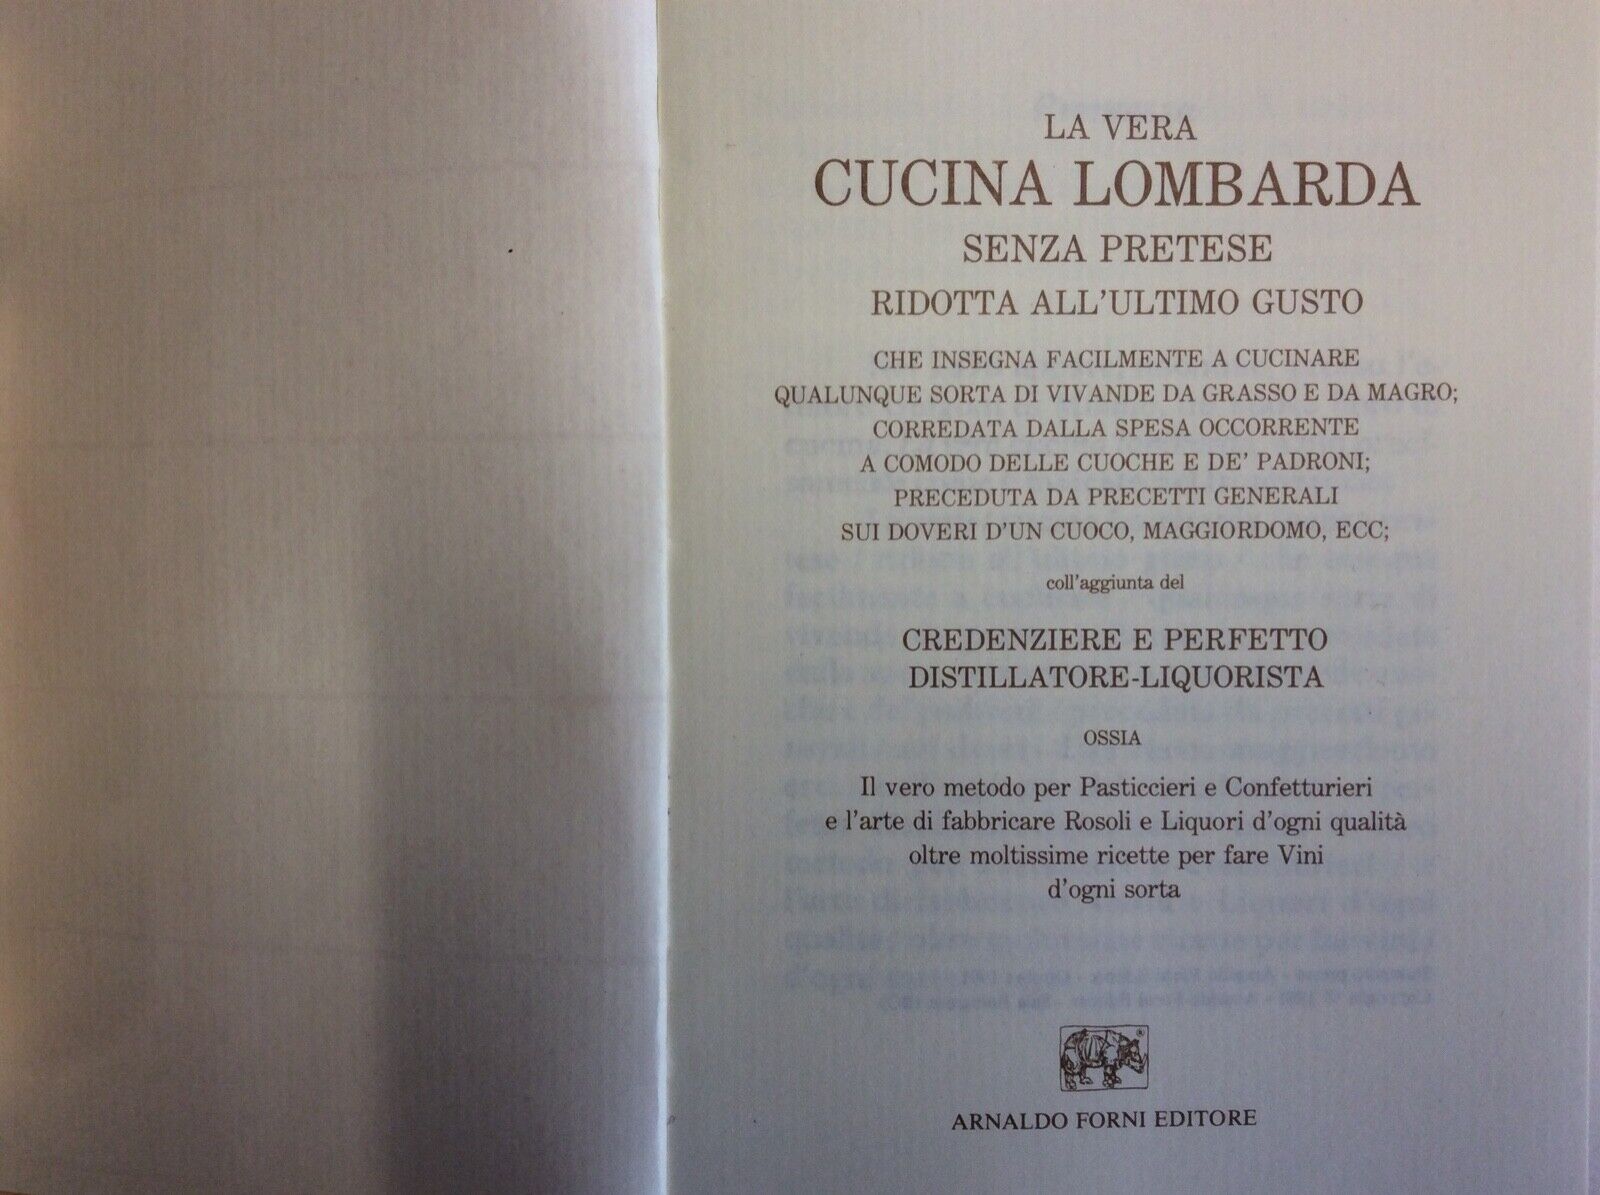 LA VERA
CUCINA LOMBARDA
SENZA PRETESE
RIDOTTA ALL'ULTIMO GUSTO
CHE INSEGNA FACILMENTE A CUCINARE
QUALUNQUE SORTA DI VIVANDE DA GRASSO E DA MAGRO;
CORREDATA DALLA SPESA OCCORRENTE
A COMODO DELLE CUOCHE E DE' PADRONI;
PRECEDUTA DA PRECETTI GENERALI
SUI DOVERI D'UN CUOCO, MAGGIORDOMO, ECC;
coll'aggiunta del
CREDENZIERE E PERFETTO
DISTILLATORE-LIQUORISTA
OSSIA
Il vero metodo per Pasticcieri e Confetturieri
e l'arte di fabbricare Rosoli e Liquori d'ogni qualità
oltre moltissime ricette per fare Vini
d'ogni sorta
ARNALDO FORNI EDITORE